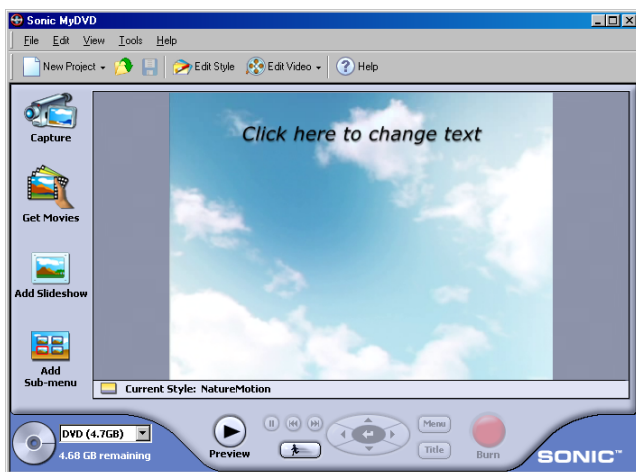 Sonic MyDVD
File Edit View Tools Help
New Project Edit Style Edit Video Help
Capture
Click here to change text
Get Movies
Add Slideshow
Add
Sub-menu
Current Style: NatureMotion
DVD (4.7GB)
4.68 GB remaining
Preview
Menu
Title
Burn
SONIC™